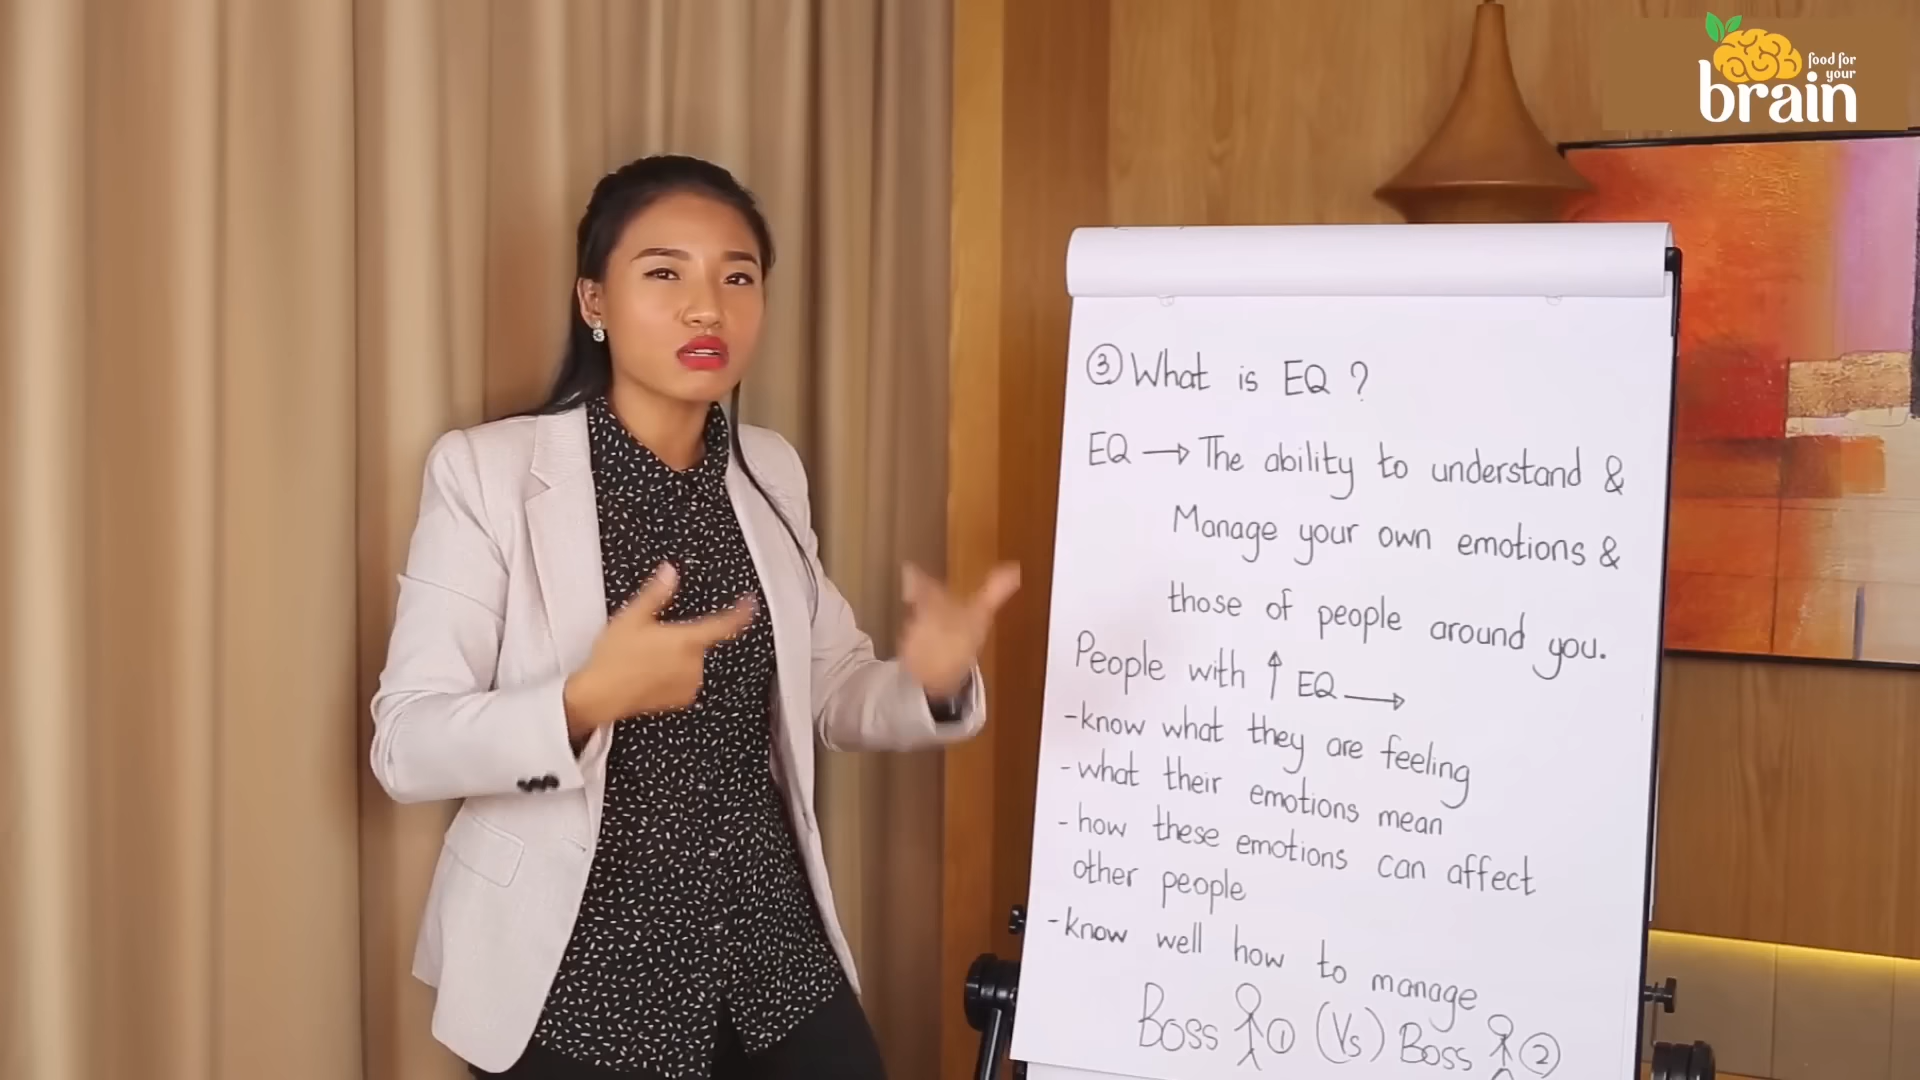 food for
your
brain
③ What is EQ ?
EQ → The ability to understand &
Manage your own emotions &
those of people around you.
People with ↑ EQ →
-know what they are feeling
-what their emotions mean
-how these emotions can affect
other people
-know well how to manage
Boss ① (Vs) Boss ②